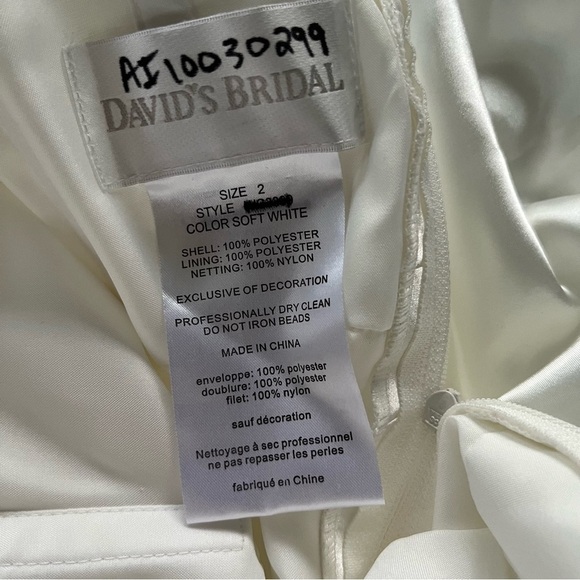 AI10030299
DAVID'S BRIDAL
SIZE 2
STYLE
COLOR SOFT WHITE
SHELL: 100% POLYESTER
LINING: 100% POLYESTER
NETTING: 100% NYLON
EXCLUSIVE OF DECORATION
PROFESSIONALLY DRY CLEAN
DO NOT IRON BEADS
MADE IN CHINA
enveloppe: 100% polyester
doublure: 100% polyester
filet: 100% nylon
sauf décoration
Nettoyage à sec professionnel
ne pas repasser les perles
fabriqué en Chine